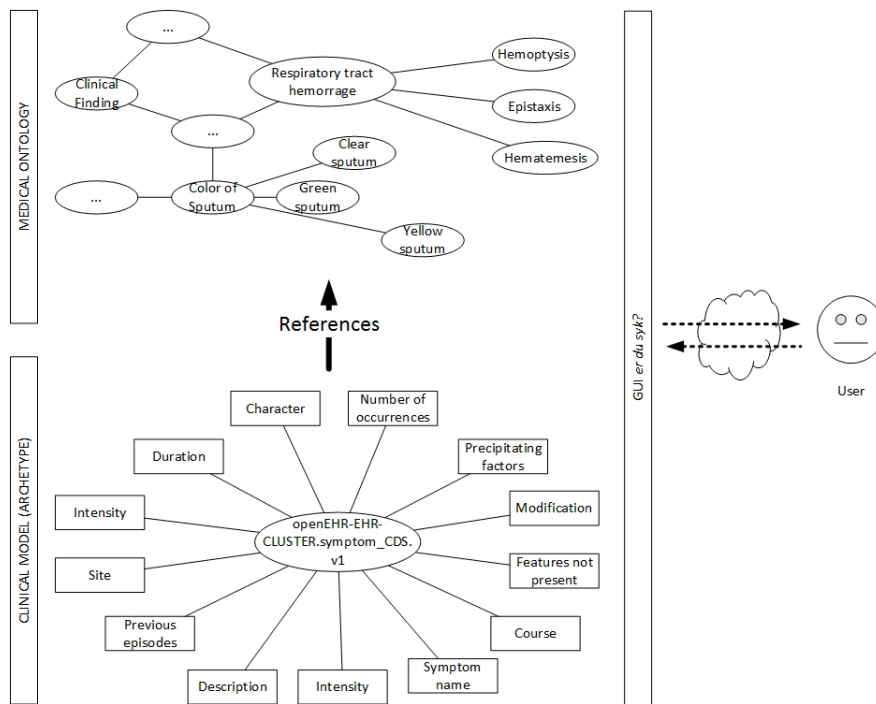 MEDICAL ONTOLOGY
...
Clinical
Finding
Respiratory tract
hemorrage
Hemoptysis
Epistaxis
Hematemesis
...
Clear
sputum
...
Color of
Sputum
Green
sputum
Yellow
sputum
References
GUI er du syk?
User
CLINICAL MODEL (ARCHETYPE)
Character
Number of
occurrences
Duration
Precipitating
factors
Intensity
Modification
openEHR-EHR-
CLUSTER.symptom_CDS.
v1
Site
Features not
present
Previous
episodes
Course
Description
Intensity
Symptom
name